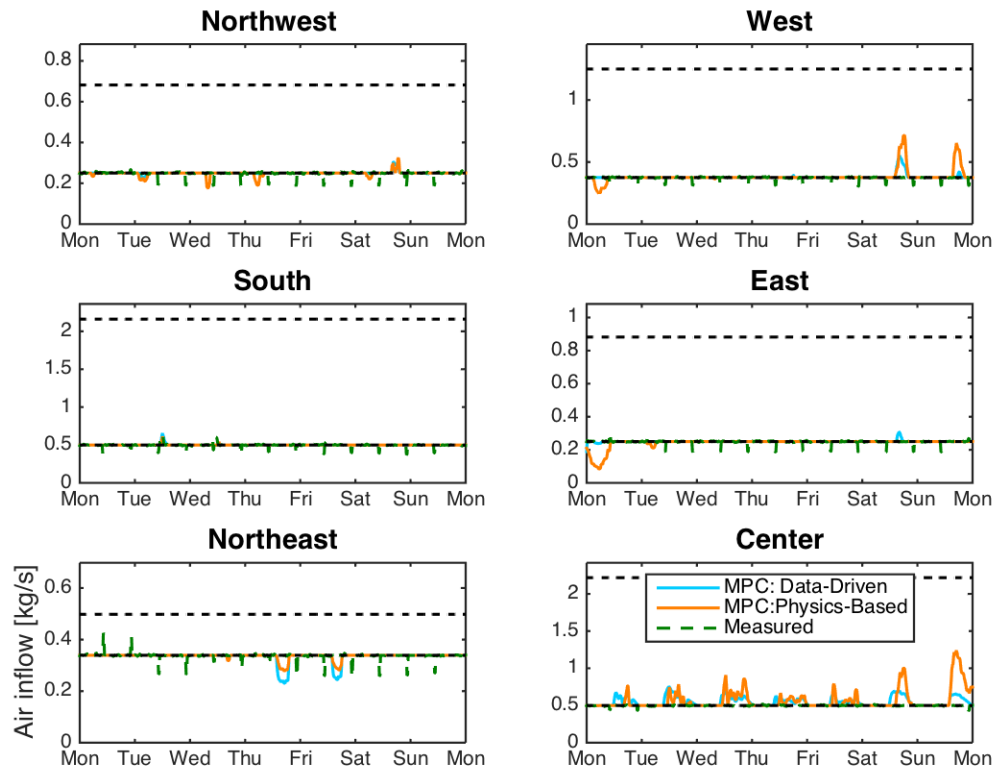 Northwest
0.8
0.6
0.4
0.2
0
Mon Tue Wed Thu Fri Sat Sun Mon
West
1
0.5
0
Mon Tue Wed Thu Fri Sat Sun Mon
South
2
1.5
1
0.5
0
Mon Tue Wed Thu Fri Sat Sun Mon
East
1
0.8
0.6
0.4
0.2
0
Mon Tue Wed Thu Fri Sat Sun Mon
Northeast
Air inflow [kg/s]
0.6
0.4
0.2
0
Mon Tue Wed Thu Fri Sat Sun Mon
Center
2
1.5
1
0.5
0
MPC: Data-Driven
MPC:Physics-Based
Measured
Mon Tue Wed Thu Fri Sat Sun Mon